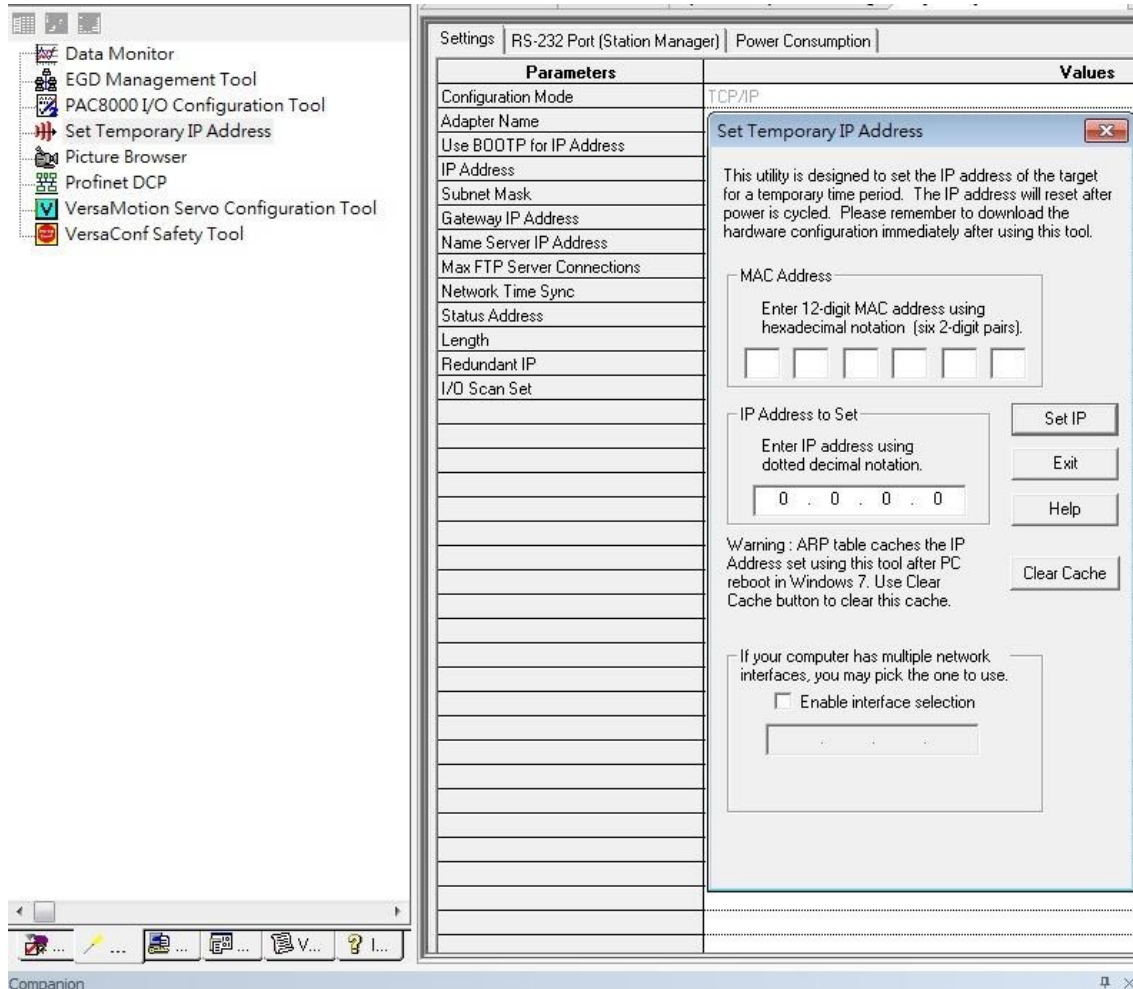 Data Monitor
EGD Management Tool
PAC8000 I/O Configuration Tool
Set Temporary IP Address
Picture Browser
Profinet DCP
VersaMotion Servo Configuration Tool
VersaConf Safety Tool
... ... ... ... V... I...
Settings RS-232 Port (Station Manager) Power Consumption
Parameters Values
Configuration Mode TCP/IP
Adapter Name
Use BOOTP for IP Address
IP Address
Subnet Mask
Gateway IP Address
Name Server IP Address
Max FTP Server Connections
Network Time Sync
Status Address
Length
Redundant IP
I/O Scan Set
Set Temporary IP Address
This utility is designed to set the IP address of the target
for a temporary time period. The IP address will reset after
power is cycled. Please remember to download the
hardware configuration immediately after using this tool.
MAC Address
Enter 12-digit MAC address using
hexadecimal notation (six 2-digit pairs).
IP Address to Set
Enter IP address using
dotted decimal notation.
0 . 0 . 0 . 0
Set IP
Exit
Help
Warning : ARP table caches the IP
Address set using this tool after PC
reboot in Windows 7. Use Clear
Cache button to clear this cache.
Clear Cache
If your computer has multiple network
interfaces, you may pick the one to use.
Enable interface selection
. . .
Companion